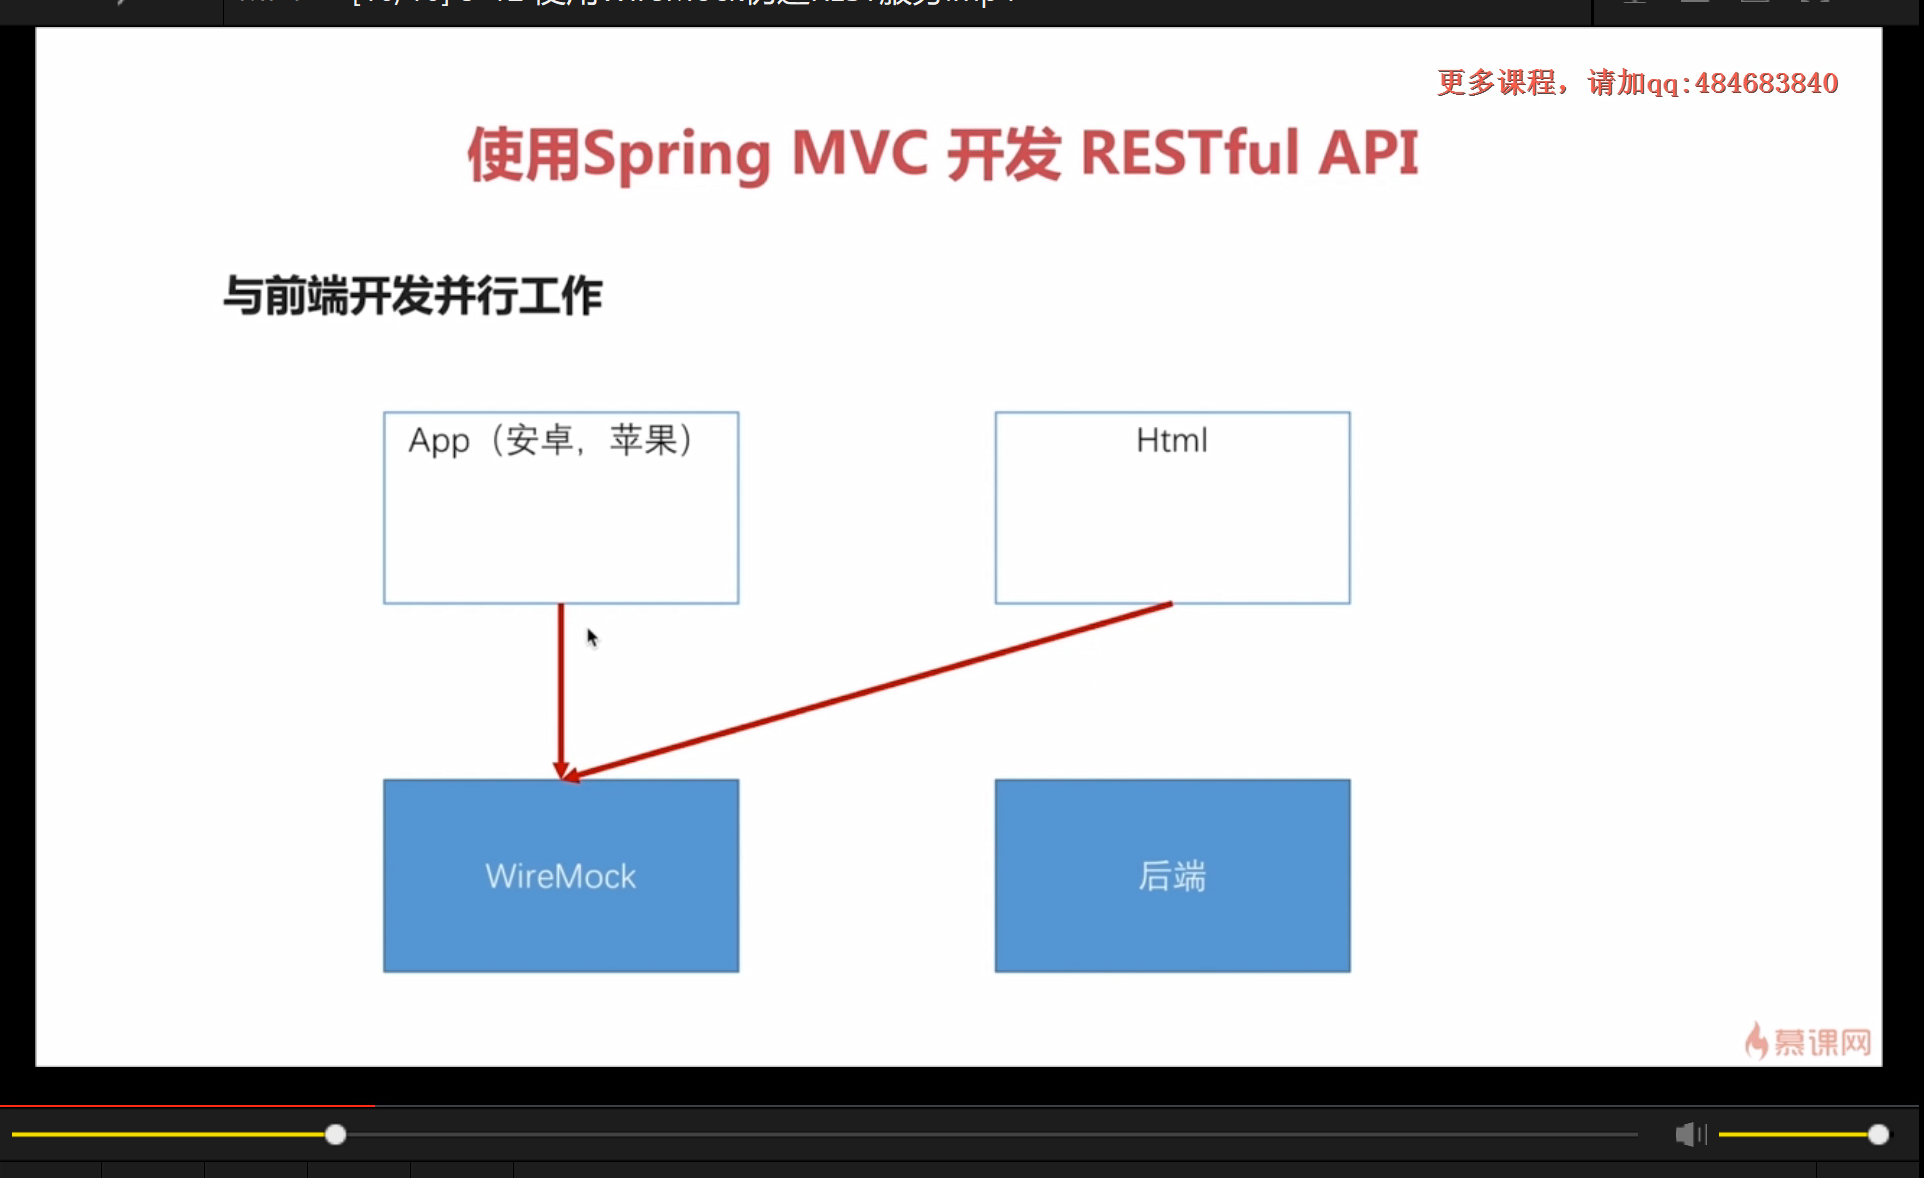 更多课程，请加qq:484683840
使用Spring MVC 开发 RESTful API
与前端开发并行工作
App（安卓，苹果）
Html
WireMock
后端
慕课网